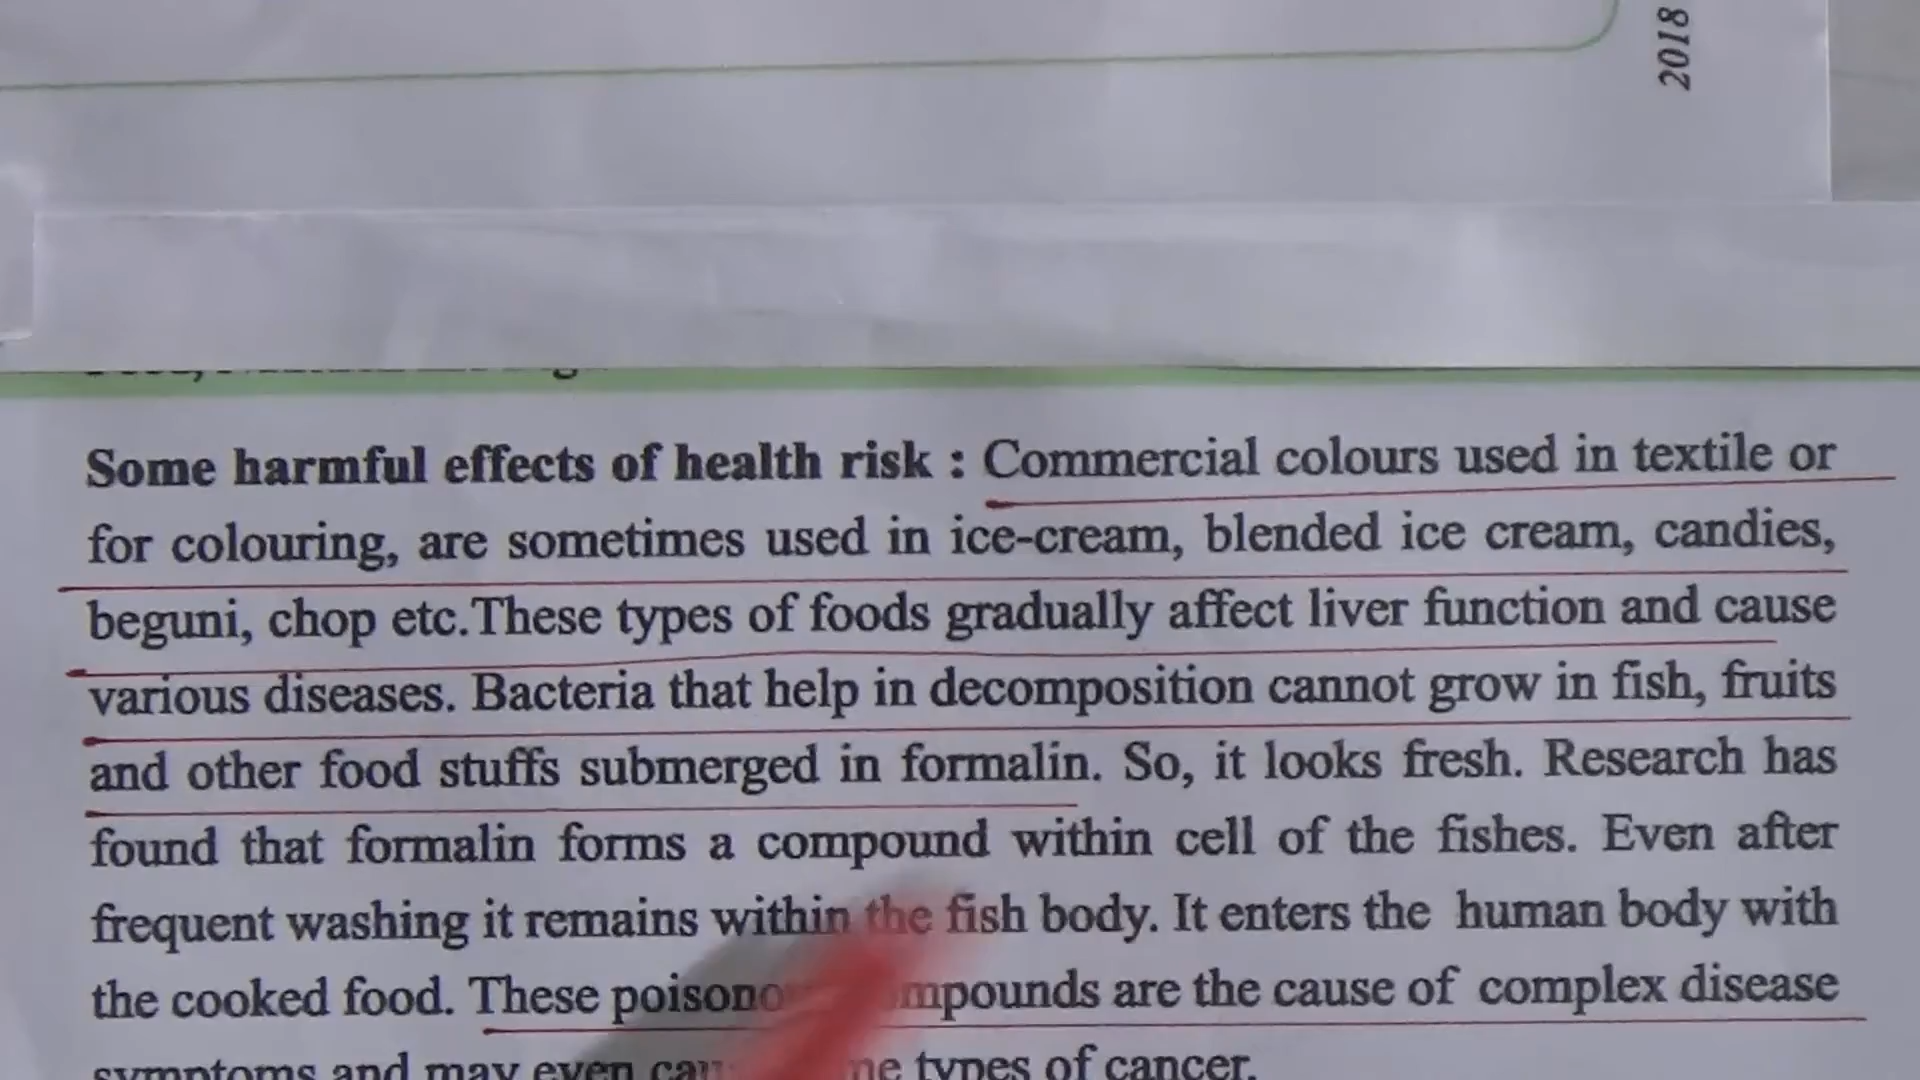 2018
Some harmful effects of health risk : Commercial colours used in textile or
for colouring, are sometimes used in ice-cream, blended ice cream, candies,
beguni, chop etc.These types of foods gradually affect liver function and cause
various diseases. Bacteria that help in decomposition cannot grow in fish, fruits
and other food stuffs submerged in formalin. So, it looks fresh. Research has
found that formalin forms a compound within cell of the fishes. Even after
frequent washing it remains within the fish body. It enters the human body with
the cooked food. These are the cause of complex disease
symptoms and may even types of cancer.